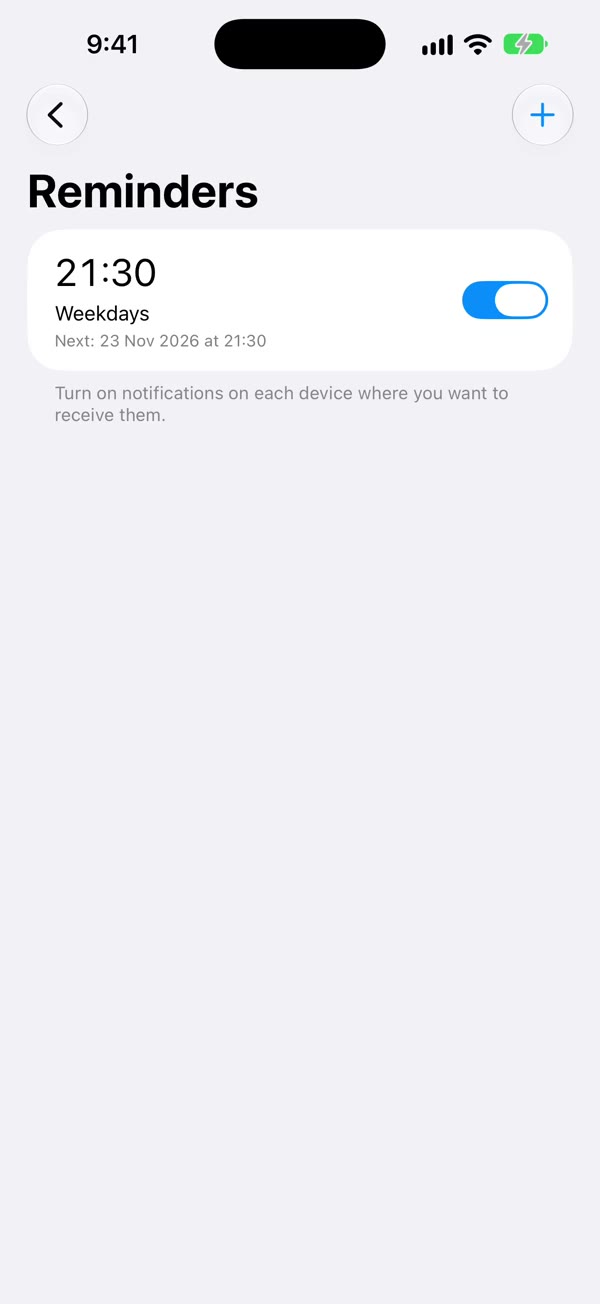 9:41
Reminders
21:30
Weekdays
Next: 23 Nov 2026 at 21:30
Turn on notifications on each device where you want to
receive them.